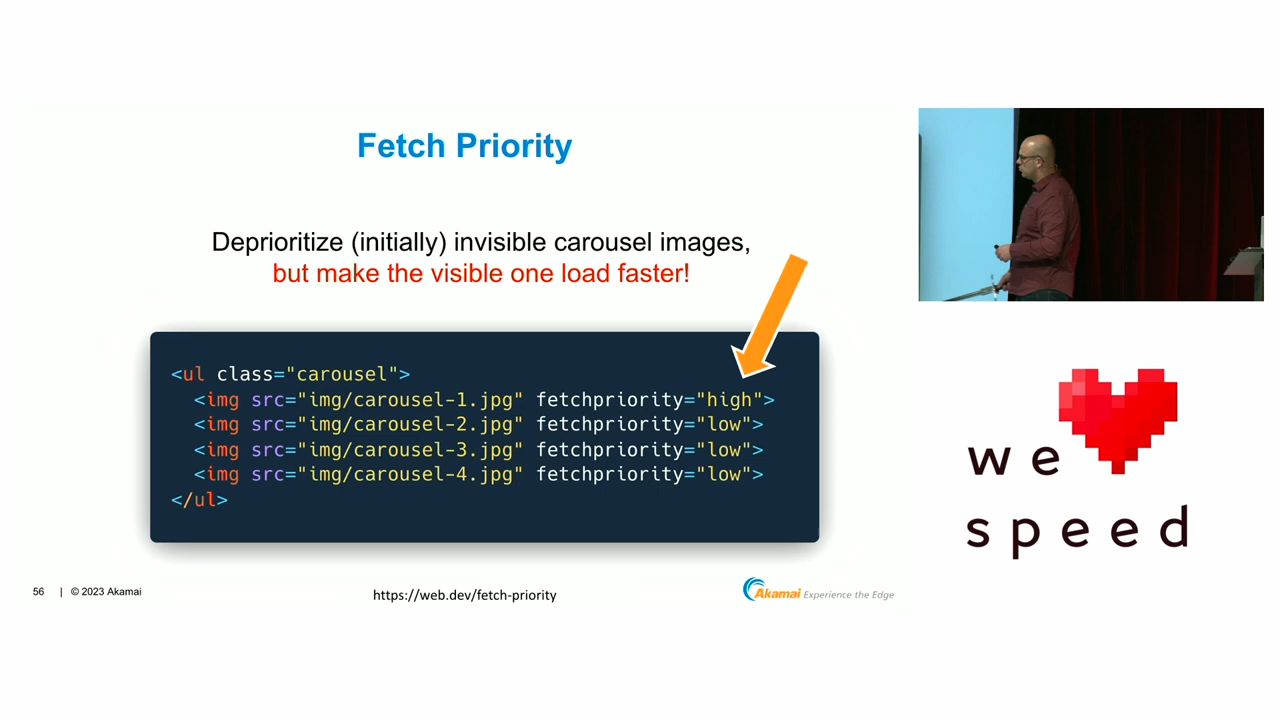 Fetch Priority
Deprioritize (initially) invisible carousel images,
but make the visible one load faster!
<ul class="carousel">
<img src="img/carousel-1.jpg" fetchpriority="high">
<img src="img/carousel-2.jpg" fetchpriority="low">
<img src="img/carousel-3.jpg" fetchpriority="low">
<img src="img/carousel-4.jpg" fetchpriority="low">
</ul>
56 | © 2023 Akamai
https://web.dev/fetch-priority
Akamai Experience the Edge
we
speed